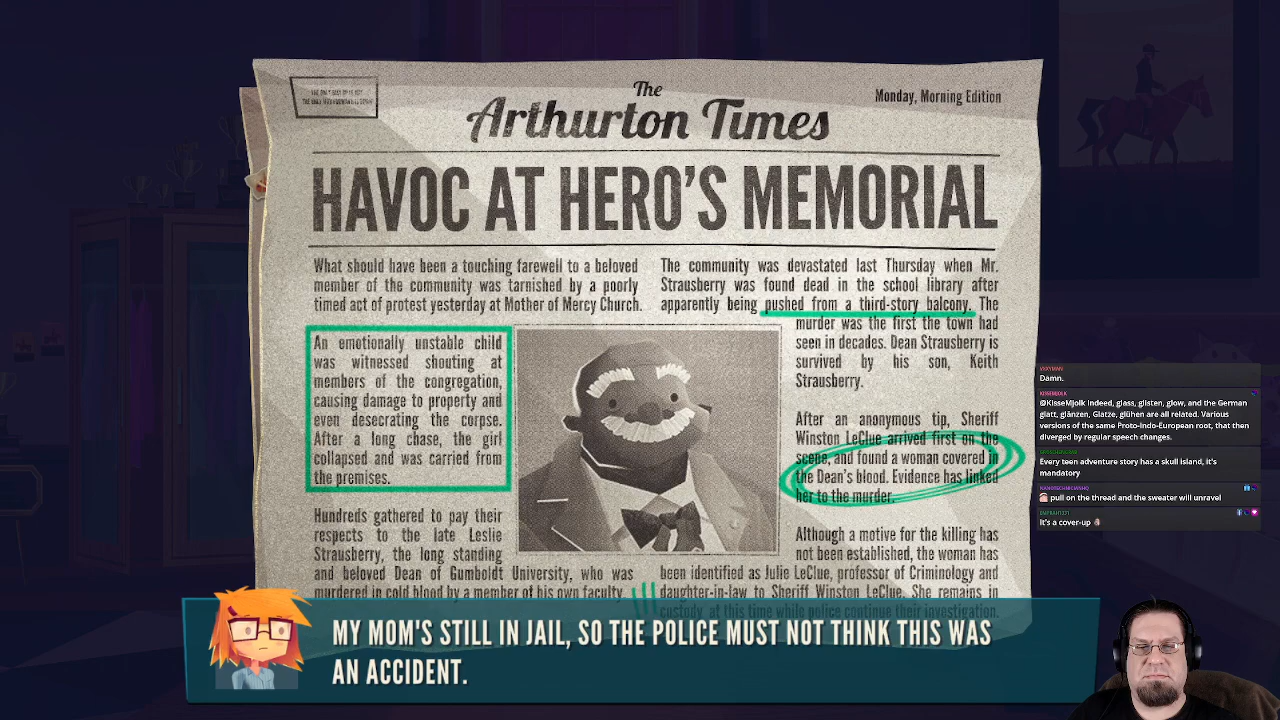 The
Arthurton Times
Monday, Morning Edition
HAVOC AT HERO'S MEMORIAL
What should have been a touching farewell to a beloved
member of the community was tarnished by a poorly
timed act of protest yesterday at Mother of Mercy Church.
An emotionally unstable child
was witnessed shouting at
members of the congregation,
causing damage to property and
even desecrating the corpse.
After a long chase, the girl
collapsed and was carried from
the premises.
Hundreds gathered to pay their
respects to the late Leslie
Strausberry, the long standing
and beloved Dean of Gumboldt University, who was
murdered in cold blood by a member of his own faculty.
The community was devastated last Thursday when Mr.
Strausberry was found dead in the school library after
apparently being pushed from a third-story balcony. The
murder was the first the town had
seen in decades. Dean Strausberry is
survived by his son, Keith
Strausberry.
After an anonymous tip, Sheriff
Winston LeClue arrived first on the
scene, and found a woman covered in
the Dean's blood. Evidence has linked
her to the murder.
Although a motive for the killing has
not been established, the woman has
been identified as Julie LeClue, professor of Criminology and
daughter-in-law to Sheriff Winston LeClue. She remains in
custody at this time while police continue their investigation.
MY MOM'S STILL IN JAIL, SO THE POLICE MUST NOT THINK THIS WAS
AN ACCIDENT.
Damn.
KISSEMJOLK
@KisseMjolk Indeed, glass, glisten, glow, and the German
glatt, glänzen, Glatze, glühen are all related. Various
versions of the same Proto-Indo-European root, that then
diverged by regular speech changes.
Every teen adventure story has a skull island, it's
mandatory
pull on the thread and the sweater will unravel
It's a cover-up